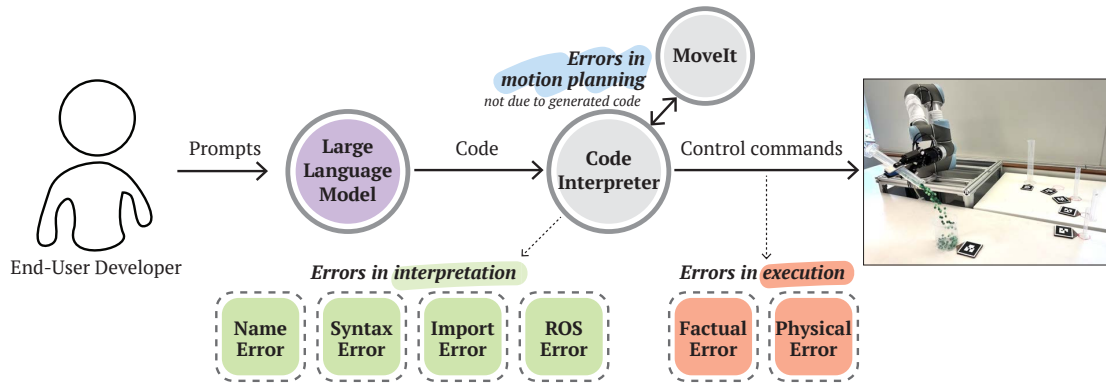 Errors in
motion planning
not due to generated code
MoveIt
Prompts
Large
Language
Model
Code
Code
Interpreter
Control commands
End-User Developer
Errors in interpretation
Errors in execution
Name
Error
Syntax
Error
Import
Error
ROS
Error
Factual
Error
Physical
Error